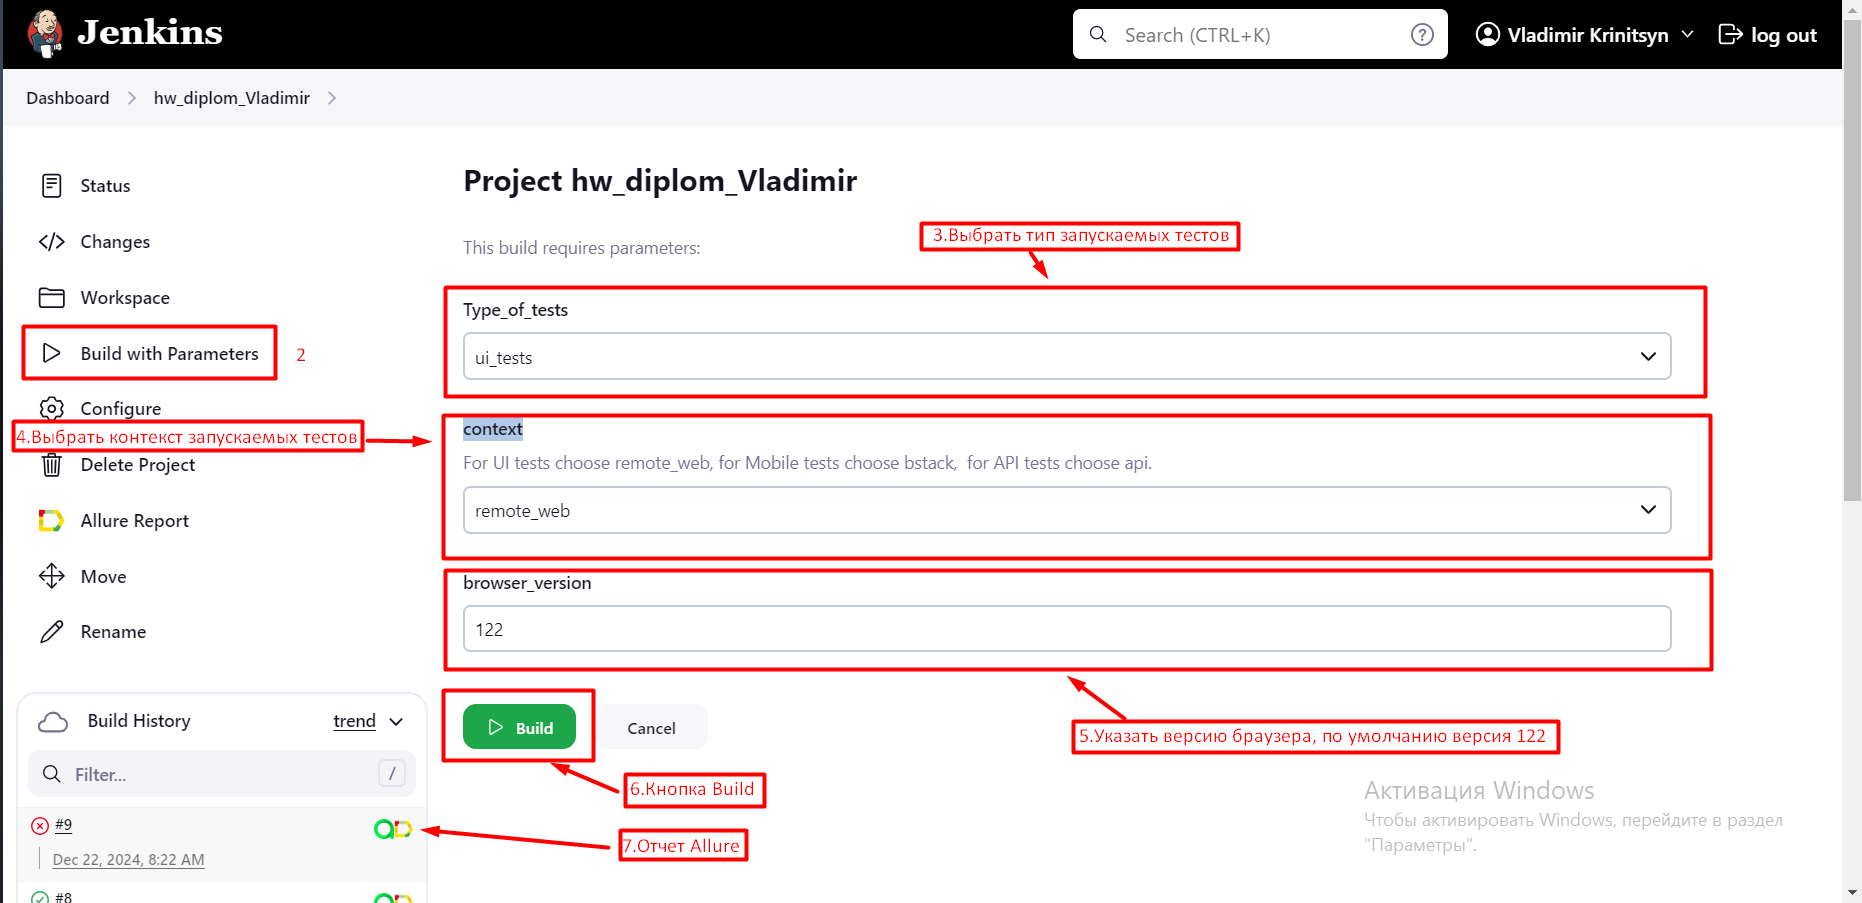 Jenkins
Search (CTRL+K)
?
Vladimir Krinitsyn
log out
Dashboard
hw_diplom_Vladimir
Status
Changes
Workspace
Build with Parameters
2
Configure
4.Выбрать контекст запускаемых тестов
Delete Project
Allure Report
Move
Rename
Project hw_diplom_Vladimir
3.Выбрать тип запускаемых тестов
This build requires parameters:
Type_of_tests
ui_tests
context
For UI tests choose remote_web, for Mobile tests choose bstack,  for API tests choose api.
remote_web
browser_version
122
Build
Cancel
5.Указать версию браузера, по умолчанию версия 122
6.Кнопка Build
7.Отчет Allure
Build History
trend
Filter...
/
#9
Dec 22, 2024, 8:22 AM
#8
Активация Windows
Чтобы активировать Windows, перейдите в раздел
"Параметры".